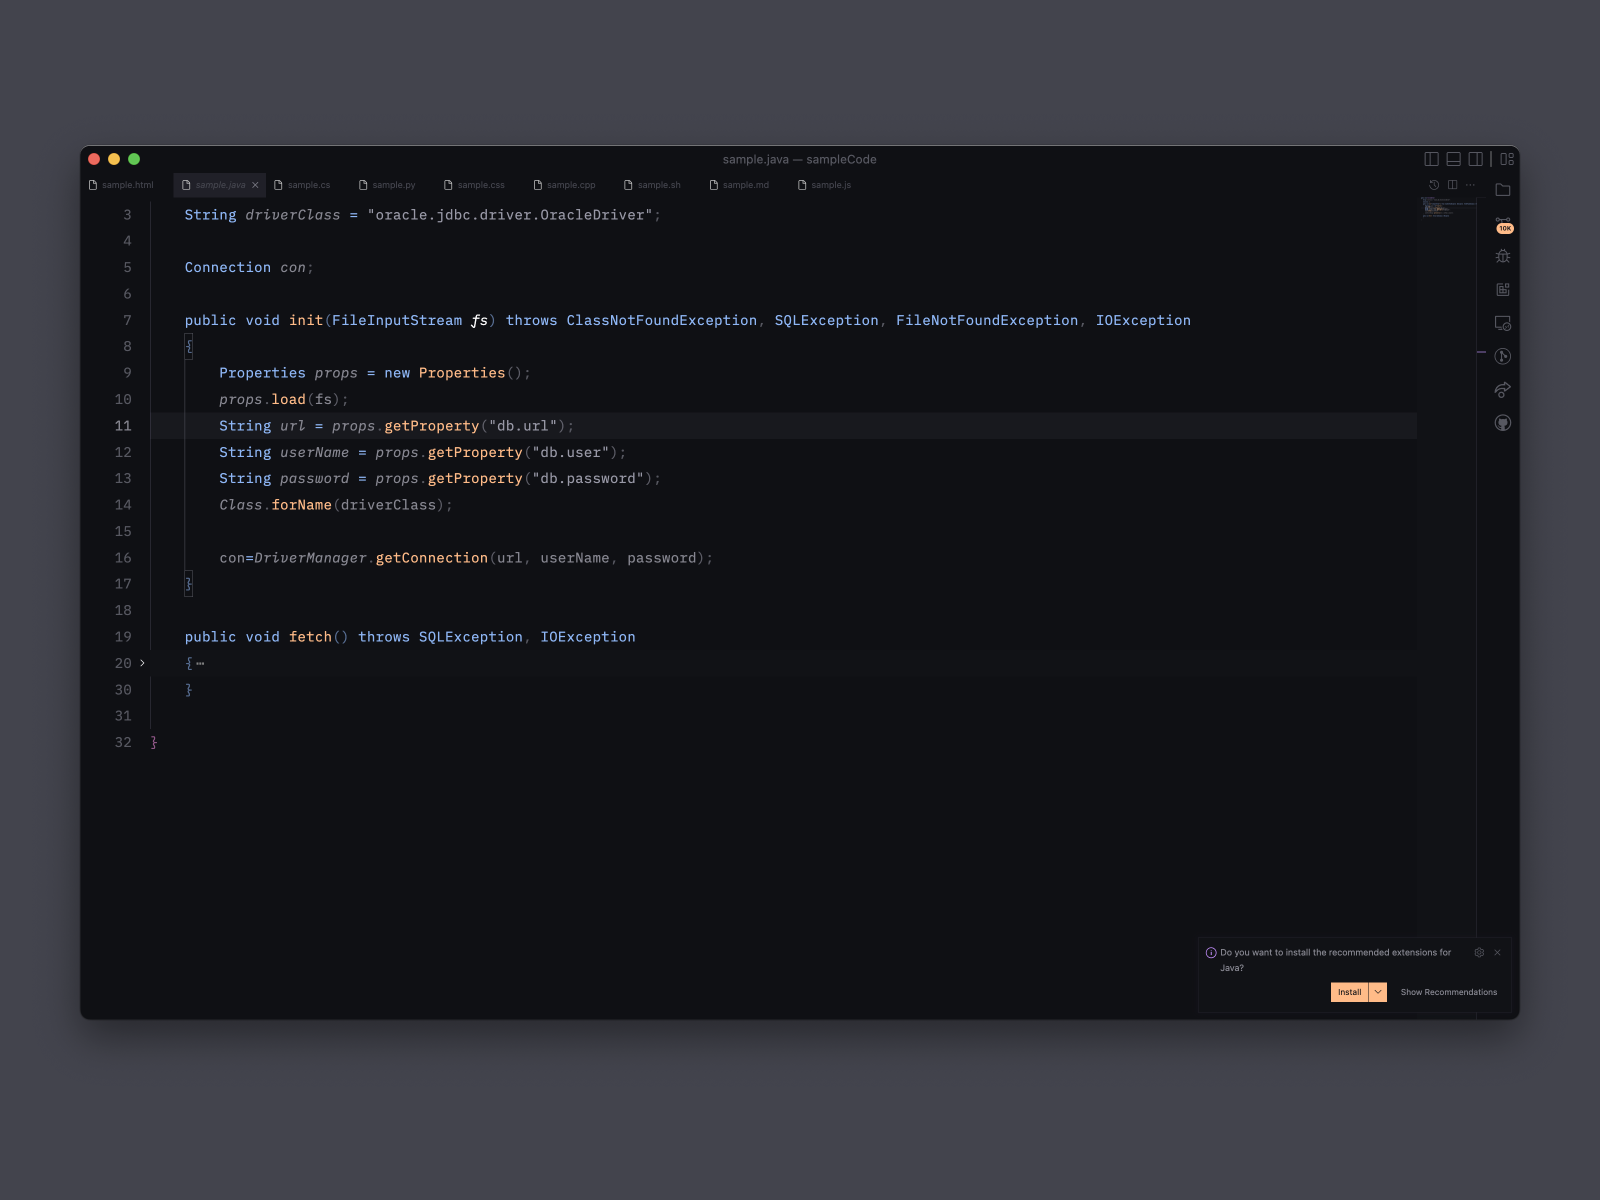 sample.java — sampleCode
sample.html sample.java sample.cs sample.py sample.css sample.cpp sample.sh sample.md sample.js
3 String driverClass = "oracle.jdbc.driver.OracleDriver";
4
5 Connection con;
6
7 public void init(FileInputStream fs) throws ClassNotFoundException, SQLException, FileNotFoundException, IOException
8 {
9 Properties props = new Properties();
10 props.load(fs);
11 String url = props.getProperty("db.url");
12 String userName = props.getProperty("db.user");
13 String password = props.getProperty("db.password");
14 Class.forName(driverClass);
15
16 con=DriverManager.getConnection(url, userName, password);
17 }
18
19 public void fetch() throws SQLException, IOException
20 {⋯
30 }
31
32 }
10K
Do you want to install the recommended extensions for
Java?
Install
Show Recommendations